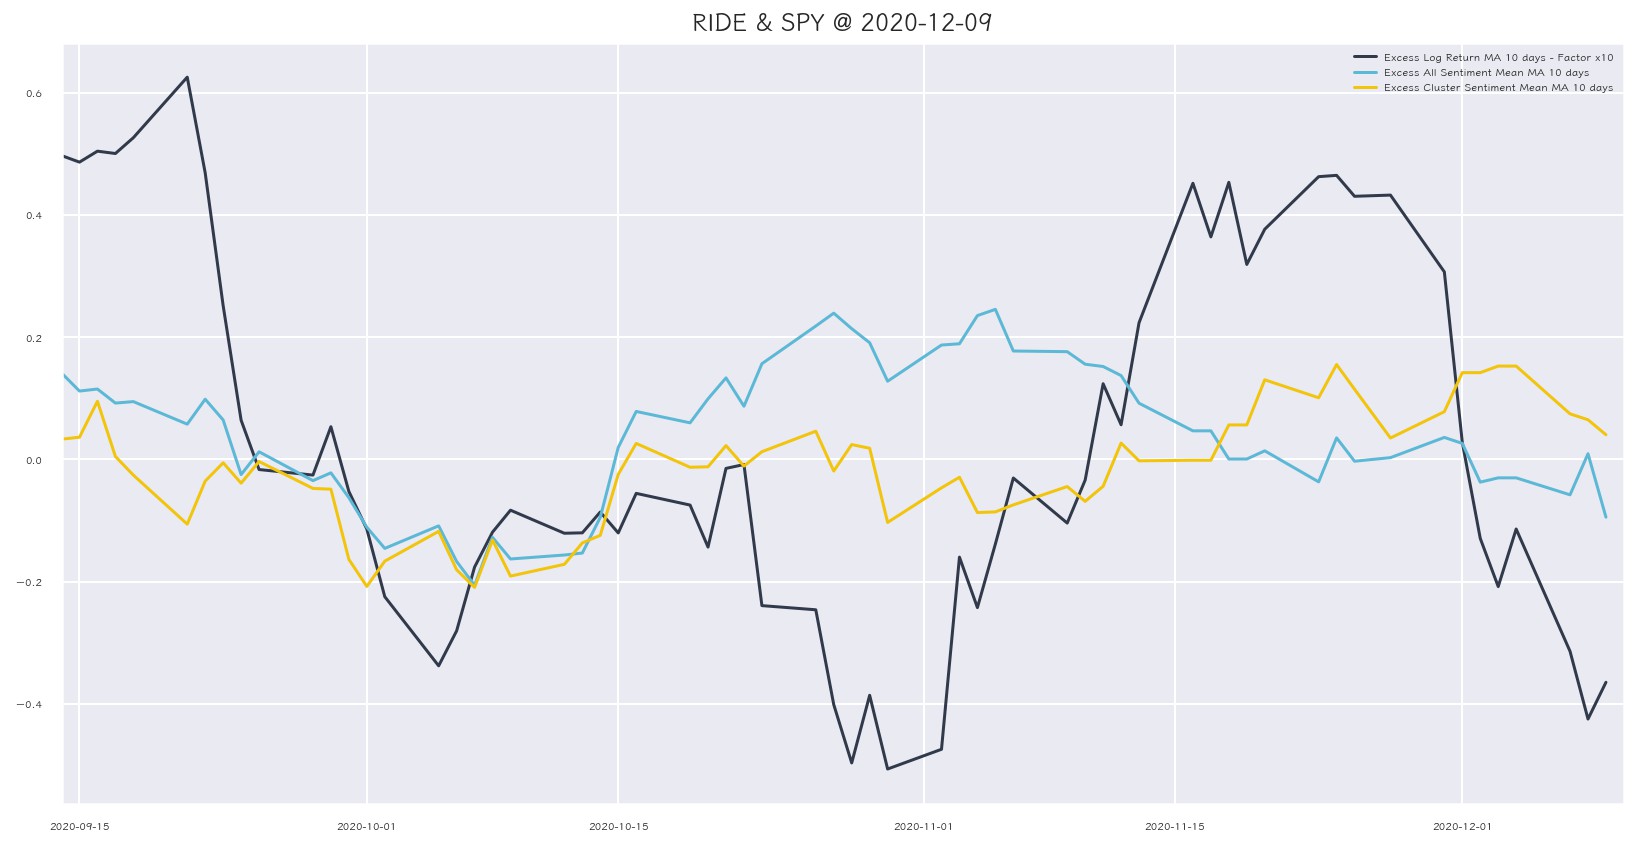 RIDE & SPY @ 2020-12-09
Excess Log Return MA 10 days - Factor x10
Excess All Sentiment Mean MA 10 days
Excess Cluster Sentiment Mean MA 10 days
0.6
0.4
0.2
0.0
−0.2
−0.4
2020-09-15 2020-10-01 2020-10-15 2020-11-01 2020-11-15 2020-12-01